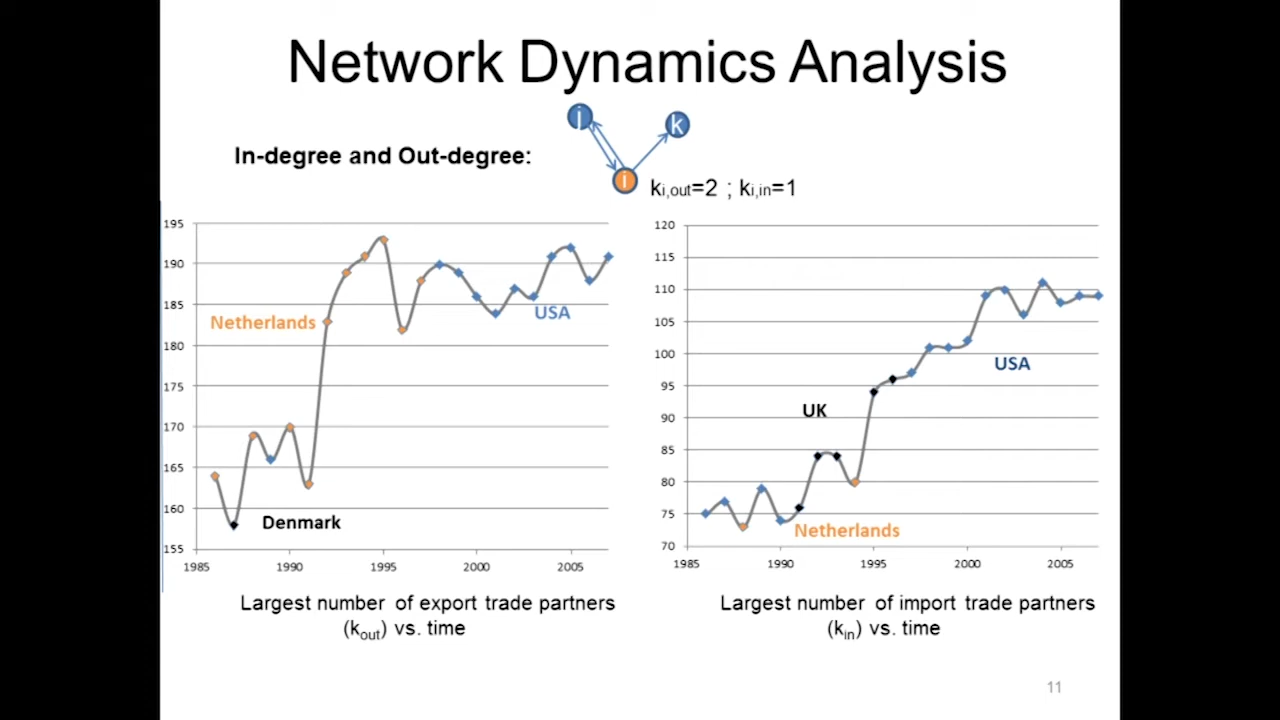 Network Dynamics Analysis
j
k
In-degree and Out-degree:
i
ki,out=2 ; ki,in=1
195
190
185
180
175
170
165
160
155
1985 1990 1995 2000 2005
Netherlands
USA
Denmark
Largest number of export trade partners
(kout) vs. time
120
115
110
105
100
95
90
85
80
75
70
1985 1990 1995 2000 2005
USA
UK
Netherlands
Largest number of import trade partners
(kin) vs. time
11